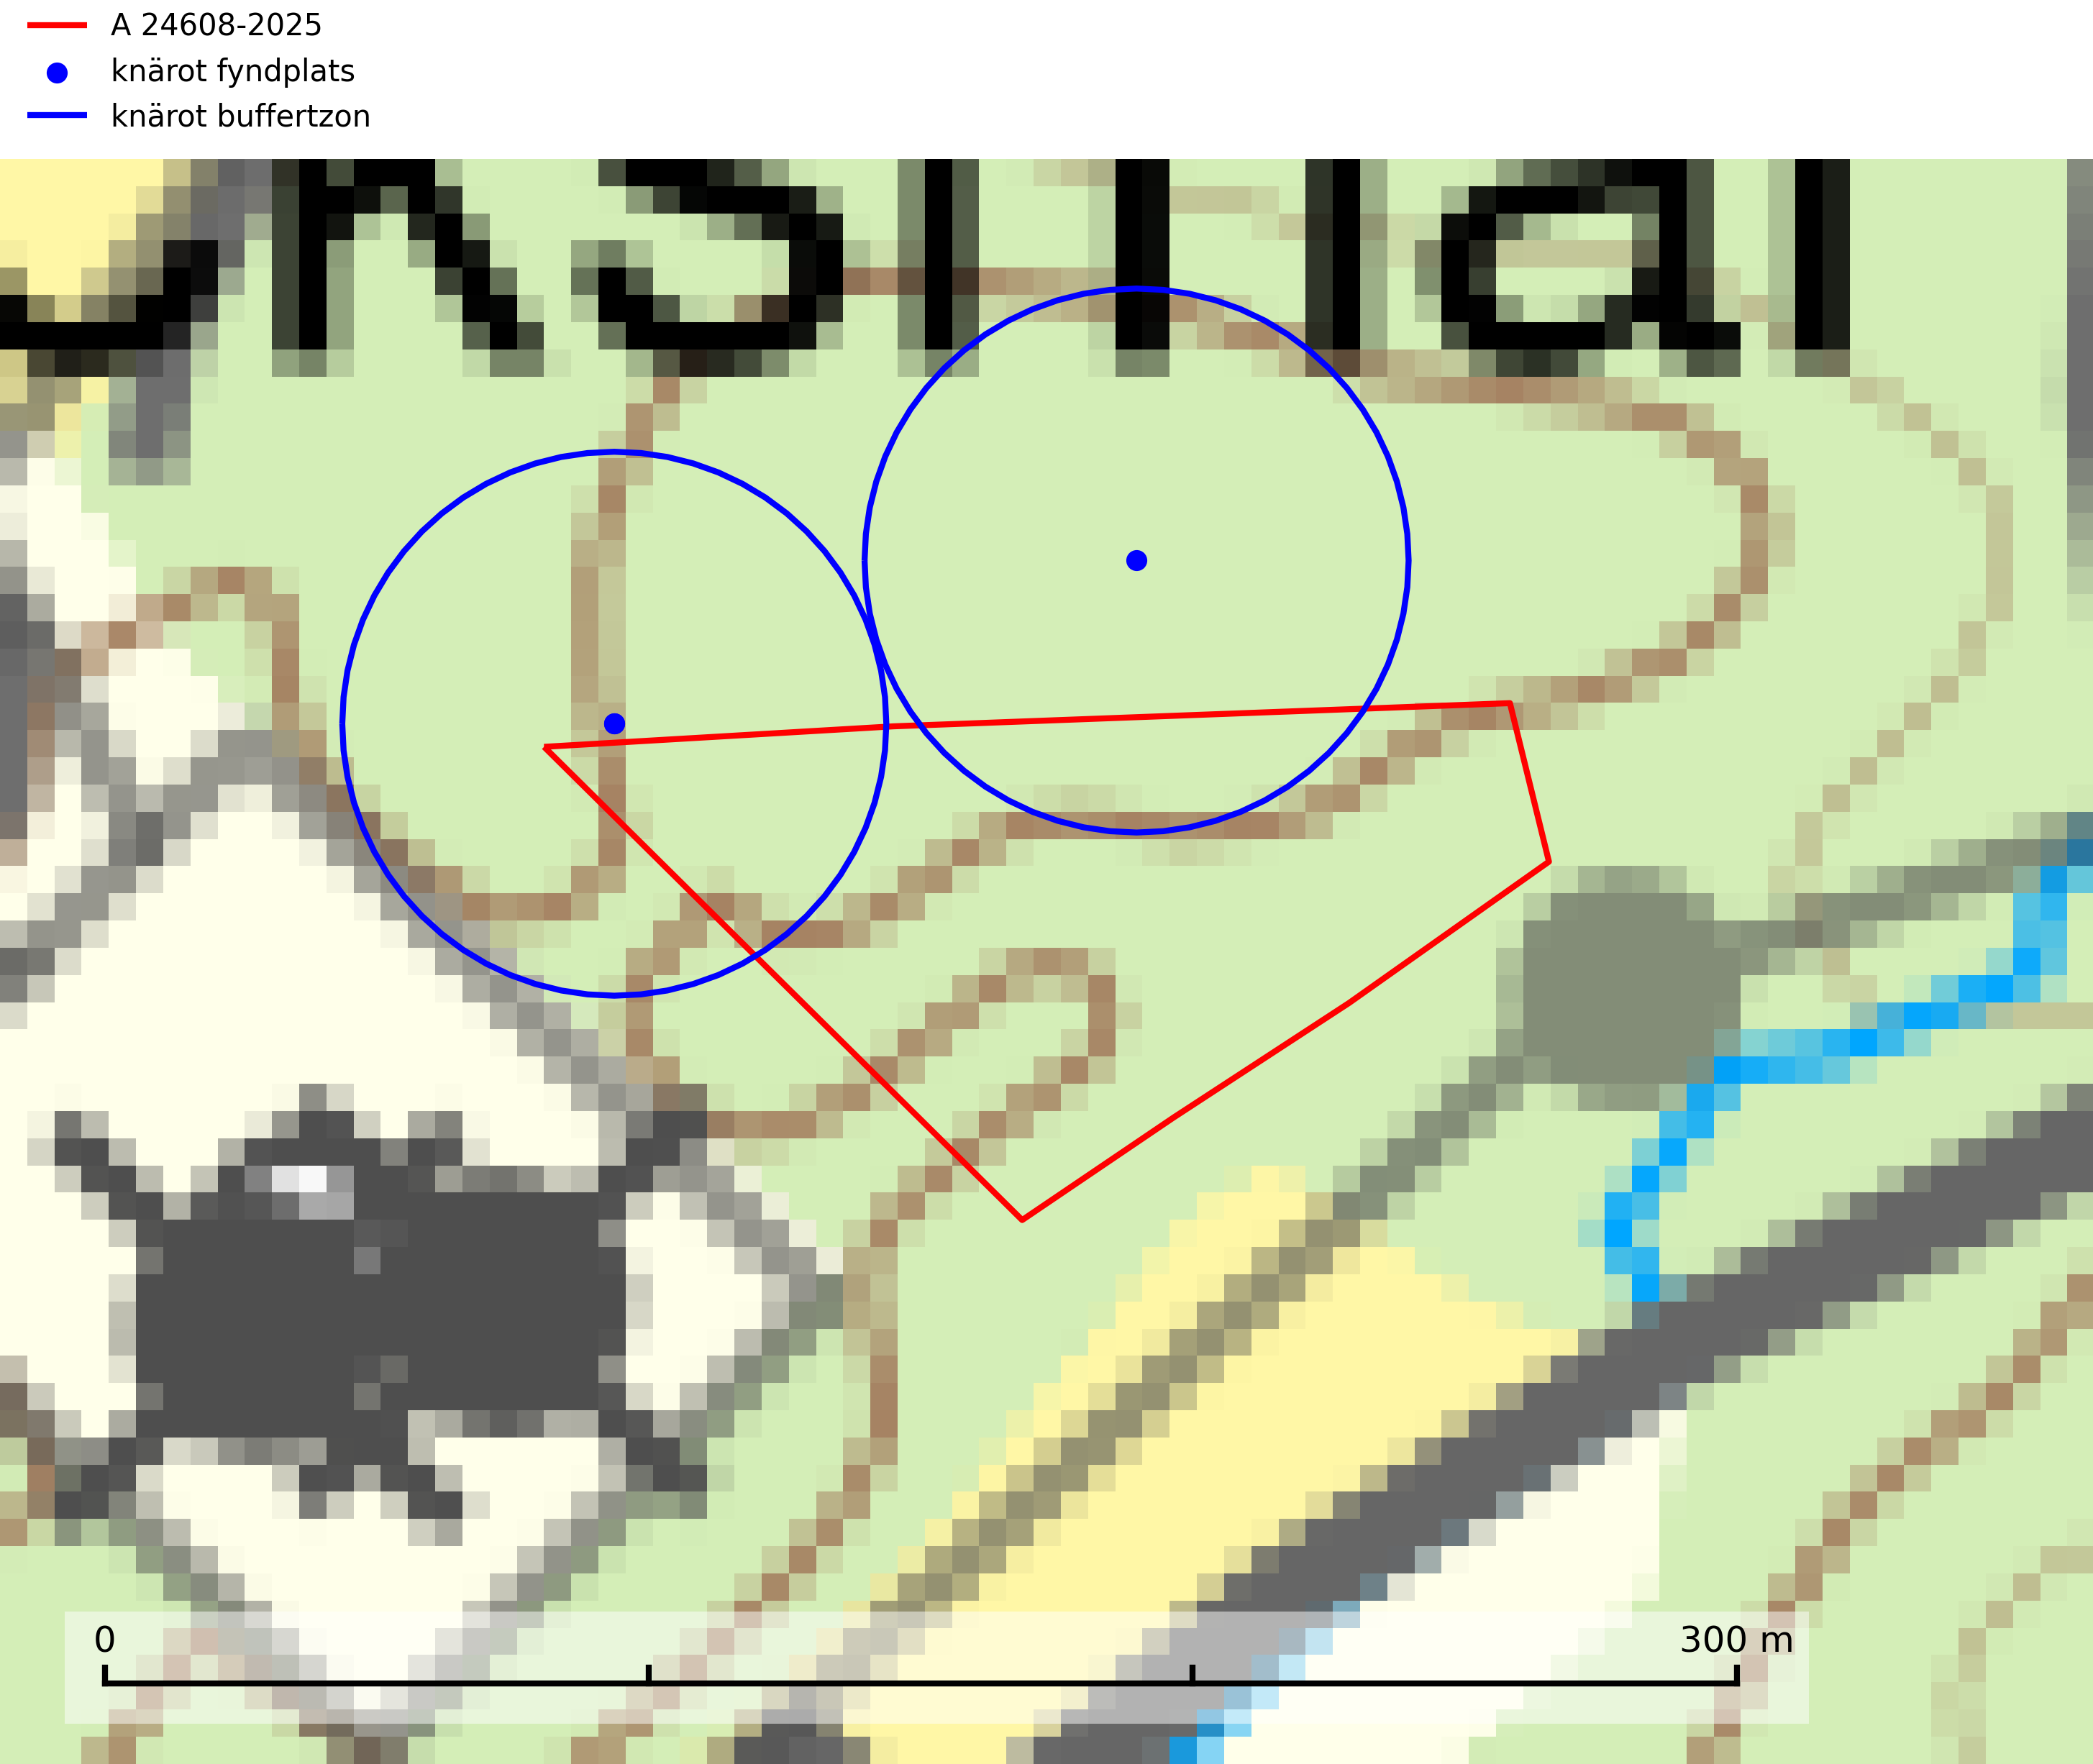 A 24608-2025
knärot fyndplats
knärot buffertzon
0
300 m